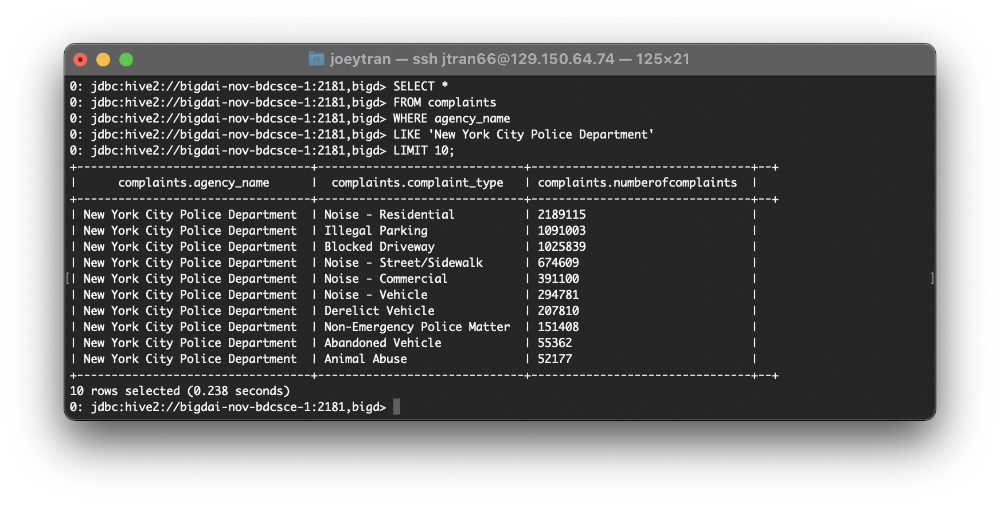 joeytran — ssh jtran66@129.150.64.74 — 125×21
0: jdbc:hive2://bigdai-nov-bdcsce-1:2181,bigd> SELECT *
0: jdbc:hive2://bigdai-nov-bdcsce-1:2181,bigd> FROM complaints
0: jdbc:hive2://bigdai-nov-bdcsce-1:2181,bigd> WHERE agency_name
0: jdbc:hive2://bigdai-nov-bdcsce-1:2181,bigd> LIKE 'New York City Police Department'
0: jdbc:hive2://bigdai-nov-bdcsce-1:2181,bigd> LIMIT 10;
+----------------------------------+------------------------------+--------------------------------+--+
| complaints.agency_name | complaints.complaint_type | complaints.numberofcomplaints |
+----------------------------------+------------------------------+--------------------------------+--+
| New York City Police Department | Noise - Residential | 2189115 |
| New York City Police Department | Illegal Parking | 1091003 |
| New York City Police Department | Blocked Driveway | 1025839 |
| New York City Police Department | Noise - Street/Sidewalk | 674609 |
[| New York City Police Department | Noise - Commercial | 391100 | ]
| New York City Police Department | Noise - Vehicle | 294781 |
| New York City Police Department | Derelict Vehicle | 207810 |
| New York City Police Department | Non-Emergency Police Matter | 151408 |
| New York City Police Department | Abandoned Vehicle | 55362 |
| New York City Police Department | Animal Abuse | 52177 |
+----------------------------------+------------------------------+--------------------------------+--+
10 rows selected (0.238 seconds)
0: jdbc:hive2://bigdai-nov-bdcsce-1:2181,bigd>